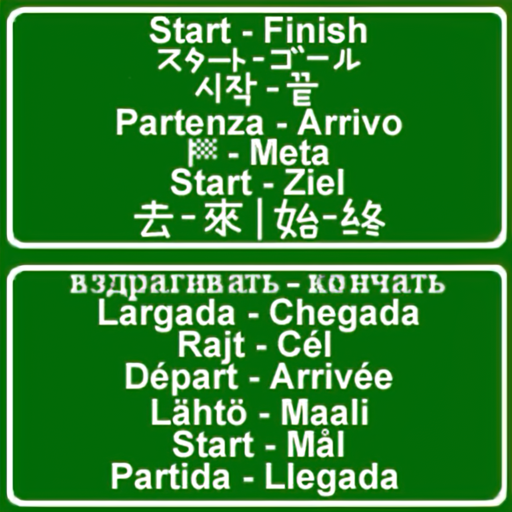 Start - Finish
スタート-ゴール
시작 - 끝
Partenza - Arrivo
- Meta
Start - Ziel
去-來 | 始-终
вздрагивать - кончать
Largada - Chegada
Rajt - Cél
Départ - Arrivée
Lähtö - Maali
Start - Mål
Partida - Llegada